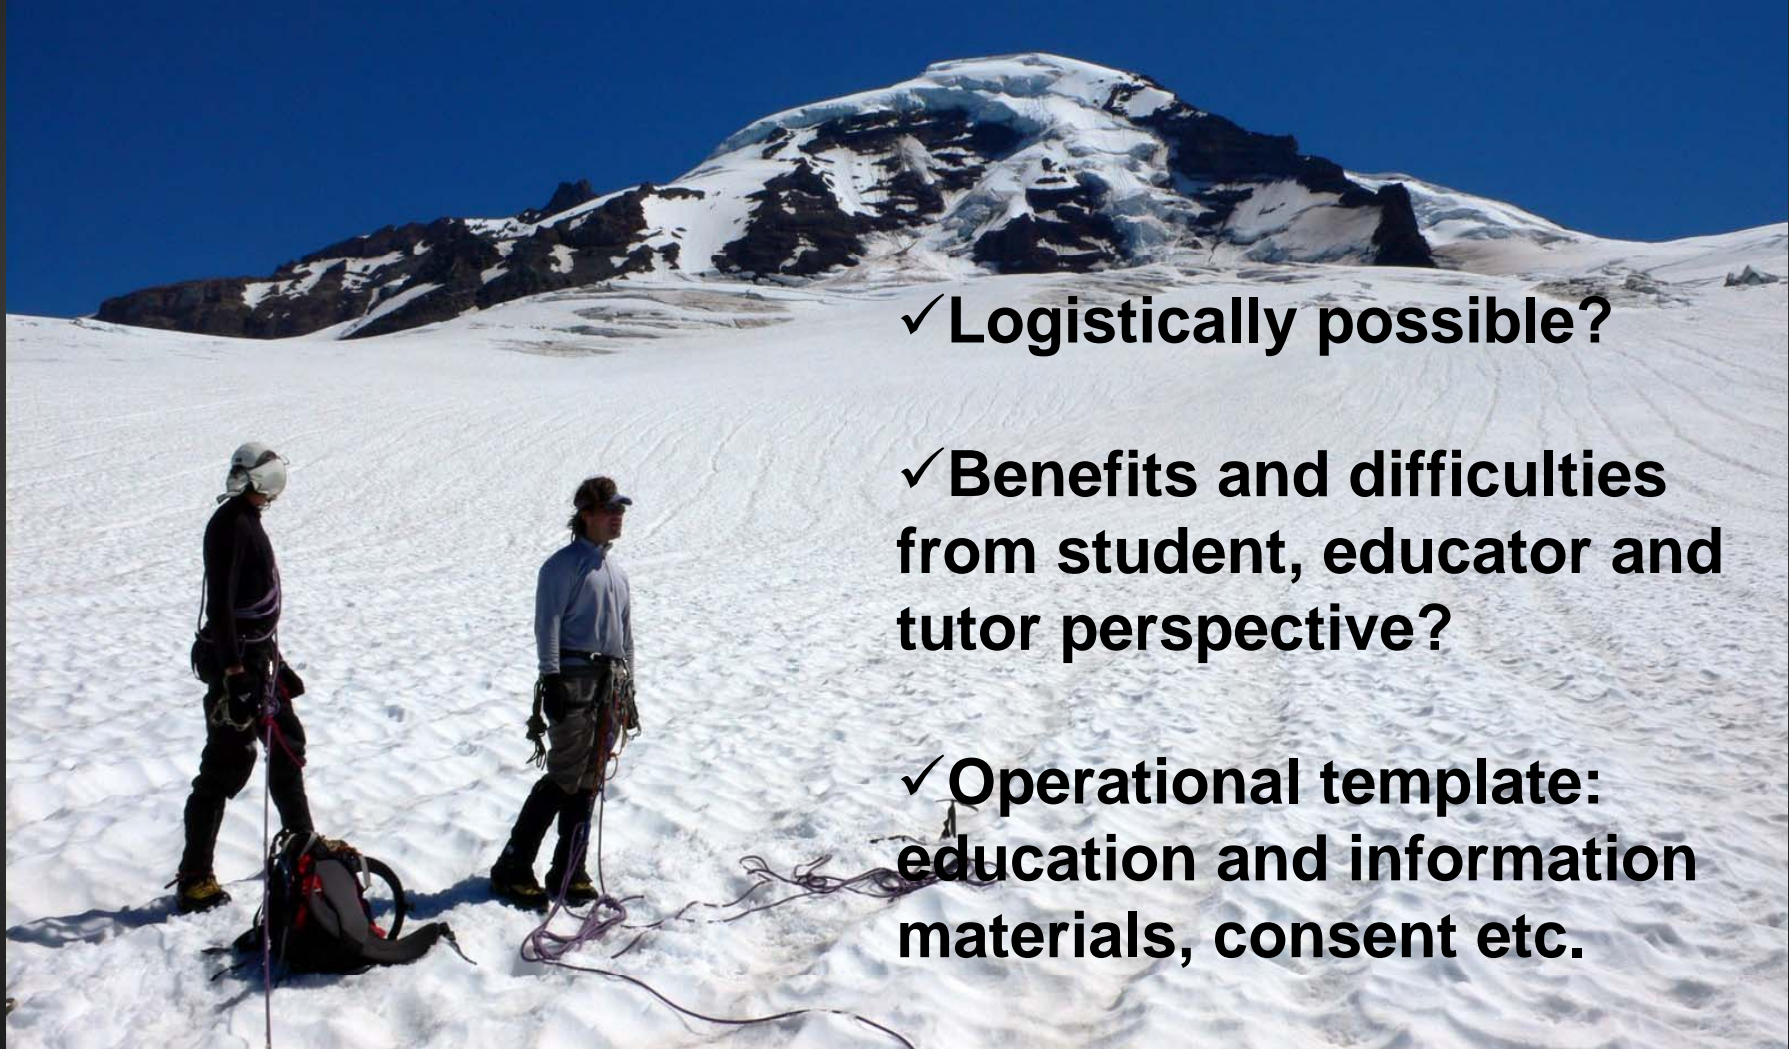 ✓Logistically possible?
✓Benefits and difficulties
from student, educator and
tutor perspective?
✓Operational template:
education and information
materials, consent etc.